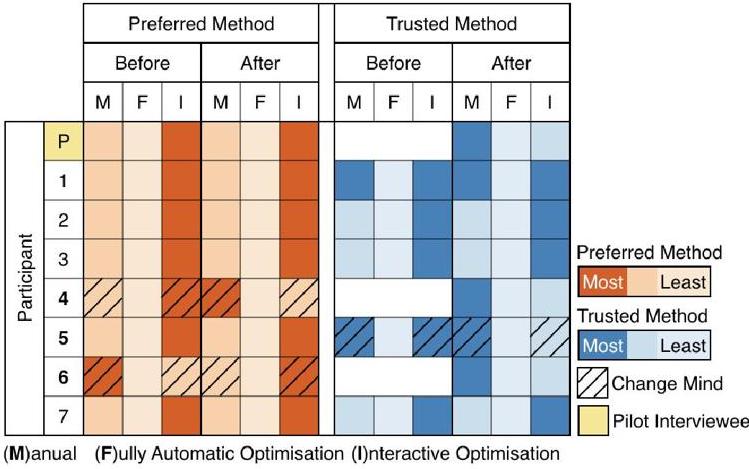 Preferred Method Trusted Method
Before After Before After
M F I M F I M F I M F I
Participant
P
1
2
3
4
5
6
7
Preferred Method
Most Least
Trusted Method
Most Least
Change Mind
Pilot Interviewee
(M)anual (F)ully Automatic Optimisation (I)nteractive Optimisation